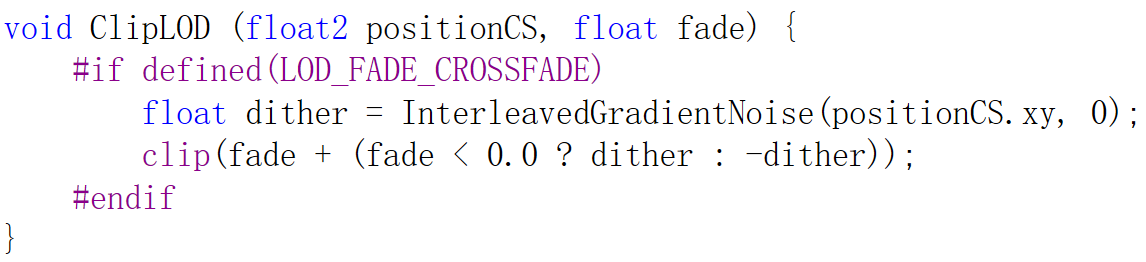 void ClipLOD (float2 positionCS, float fade) {
    #if defined(LOD_FADE_CROSSFADE)
        float dither = InterleavedGradientNoise(positionCS.xy, 0);
        clip(fade + (fade < 0.0 ? dither : -dither));
    #endif
}